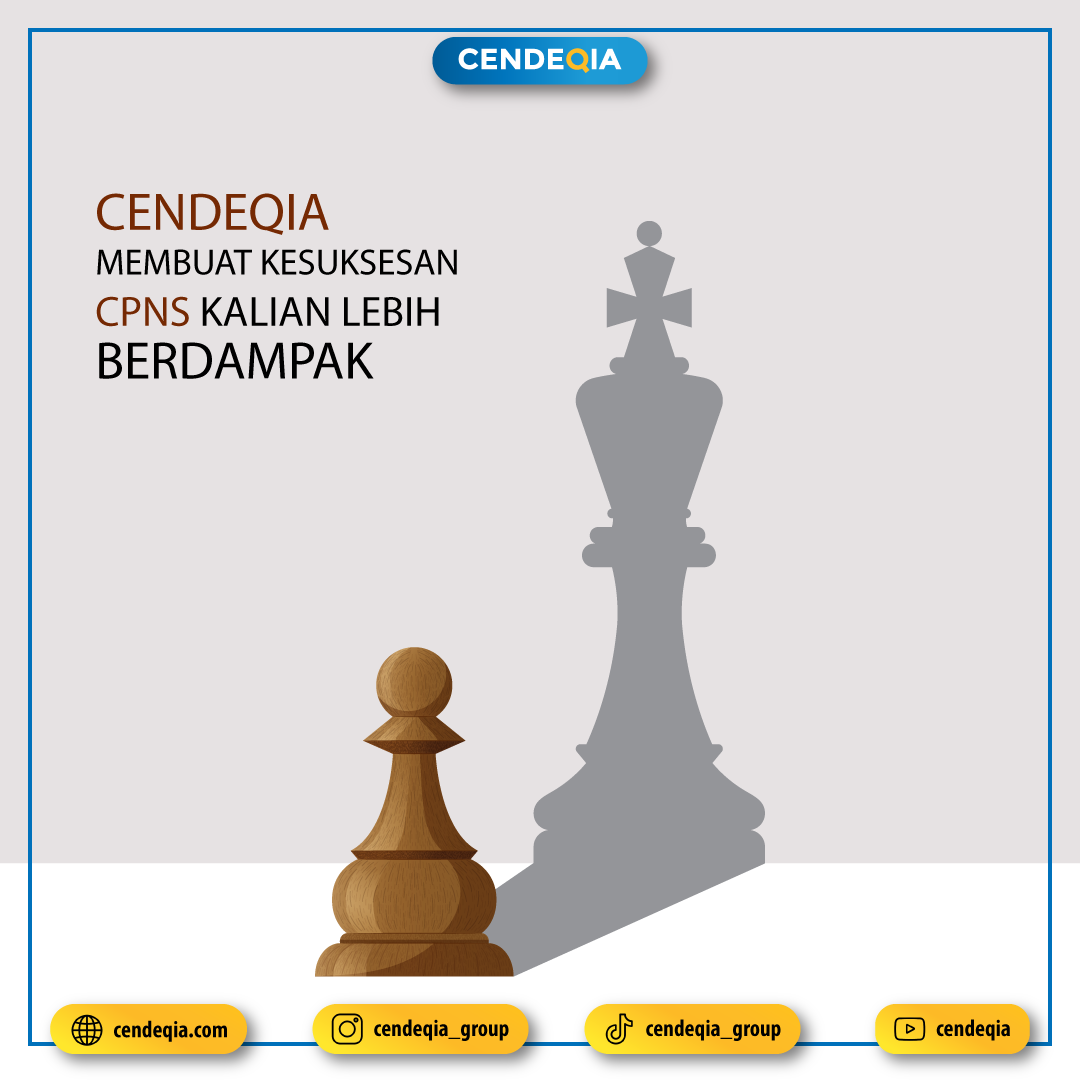 CENDEQIA
CENDEQIA
MEMBUAT KESUKSESAN
CPNS KALIAN LEBIH
BERDAMPAK
cendeqia.com
cendeqia_group
cendeqia_group
cendeqia